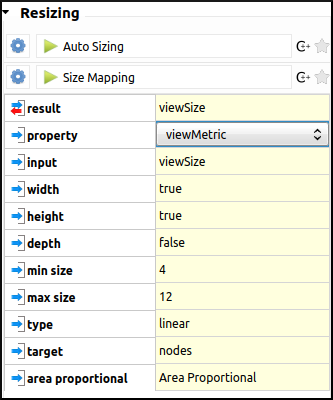 Resizing
Auto Sizing
Size Mapping
result viewSize
property viewMetric
input viewSize
width true
height true
depth false
min size 4
max size 12
type linear
target nodes
area proportional Area Proportional